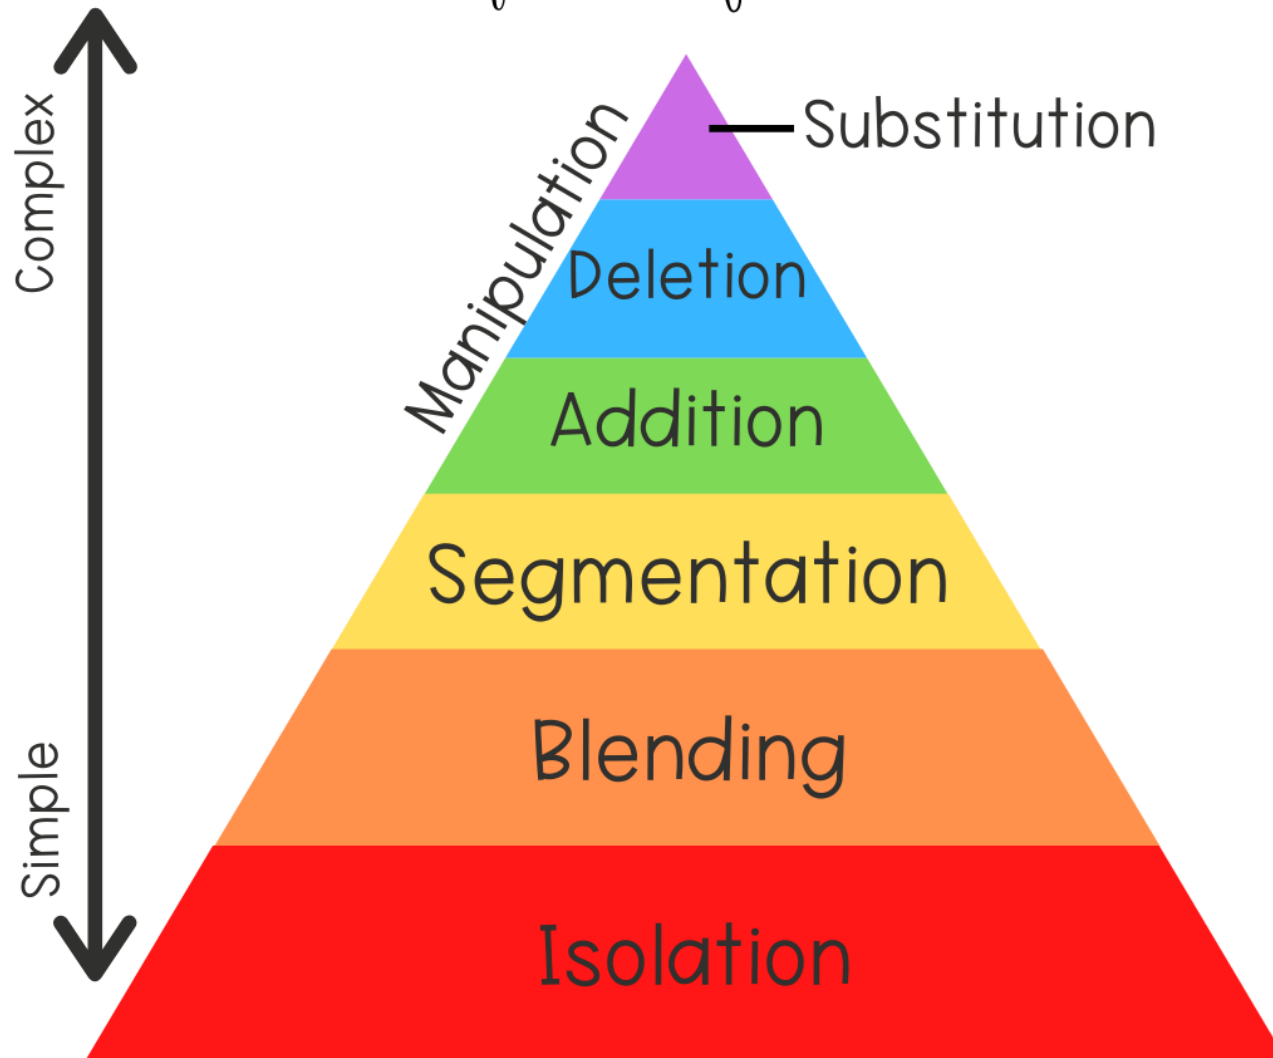 Complex
Manipulation
Substitution
Deletion
Addition
Segmentation
Blending
Simple
Isolation